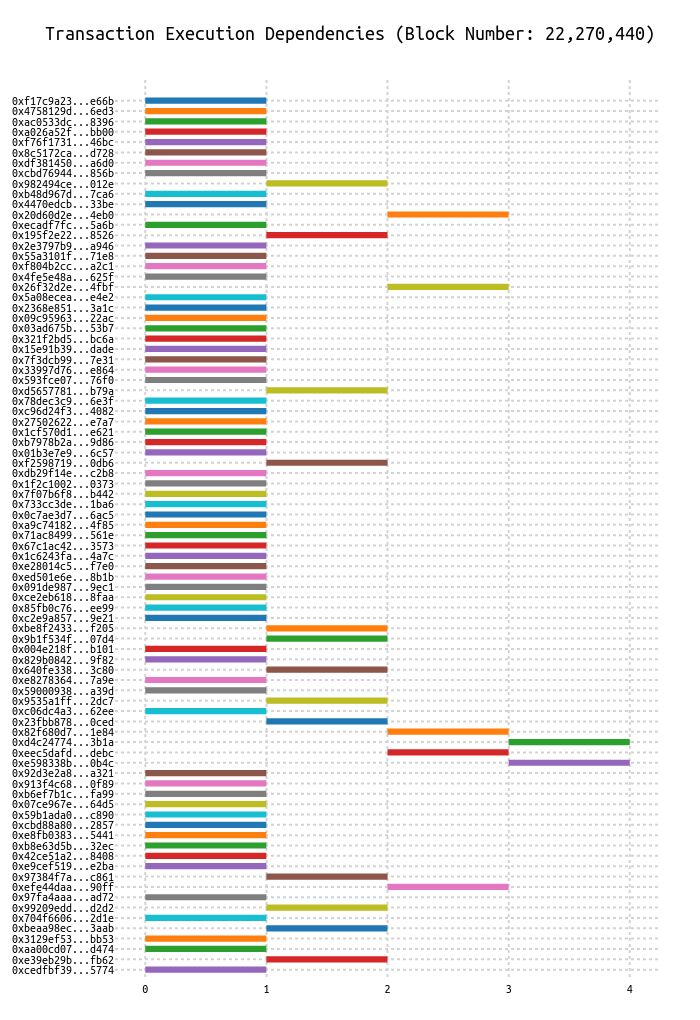 Transaction Execution Dependencies (Block Number: 22,270,440)
0xf17c9a23...e66b
0x4758129d...6ed3
0xac0533dc...8396
0xa026a52f...bb00
0xf76f1731...46bc
0x8c5172ca...d728
0xdf381450...a6d0
0xcbd76944...856b
0x982494ce...012e
0xb48d967d...7ca6
0x4470edcb...33be
0x20d60d2e...4eb0
0xecadf7fc...5a6b
0x195f2e22...8526
0x2e3797b9...a946
0x55a3101f...71e8
0xf804b2cc...a2c1
0x4fe5e48a...625f
0x26f32d2e...4fbf
0x5a08ecea...e4e2
0x2368e851...3a1c
0x09c95963...22ac
0x03ad675b...53b7
0x321f2bd5...bc6a
0x15e91b39...dade
0x7f3dcb99...7e31
0x33997d76...e864
0x593fce07...76f0
0xd5657781...b79a
0x78dec3c9...6e3f
0xc96d24f3...4082
0x27502622...e7a7
0x1cf570d1...e621
0xb7978b2a...9d86
0x01b3e7e9...6c57
0xf2598719...0db6
0xdb29f14e...c2b8
0x1f2c1002...0373
0x7f07b6f8...b442
0x733cc3de...1ba6
0x0c7ae3d7...6ac5
0xa9c74182...4f85
0x71ac8499...561e
0x67c1ac42...3573
0x1c6243fa...4a7c
0xe28014c5...f7e0
0xed501e6e...8b1b
0x091de987...9ec1
0xce2eb618...8faa
0x85fb0c76...ee99
0xc2e9a857...9e21
0xbe8f2433...f205
0x9b1f534f...07d4
0x004e218f...b101
0x829b0842...9f82
0x640fe338...3c80
0xe8278364...7a9e
0x59000938...a39d
0x9535a1ff...2dc7
0xc06dc4a3...62ee
0x23fbb878...0ced
0x82f680d7...1e84
0xd4c24774...3b1a
0xeec5dafd...debc
0xe598338b...0b4c
0x92d3e2a8...a321
0x913f4c68...0f89
0xb6ef7b1c...fa99
0x07ce967e...64d5
0x59b1ada0...c890
0xcbd88a80...2857
0xe8fb0383...5441
0xb8e63d5b...32ec
0x42ce51a2...8408
0xe9cef519...e2ba
0x97384f7a...c861
0xefe44daa...90ff
0x97fa4aaa...ad72
0x99209edd...d2d2
0x704f6606...2d1e
0xbeaa98ec...3aab
0x3129ef53...bb53
0xaa00cd07...d474
0xe39eb29b...fb62
0xcedfbf39...5774
0 1 2 3 4